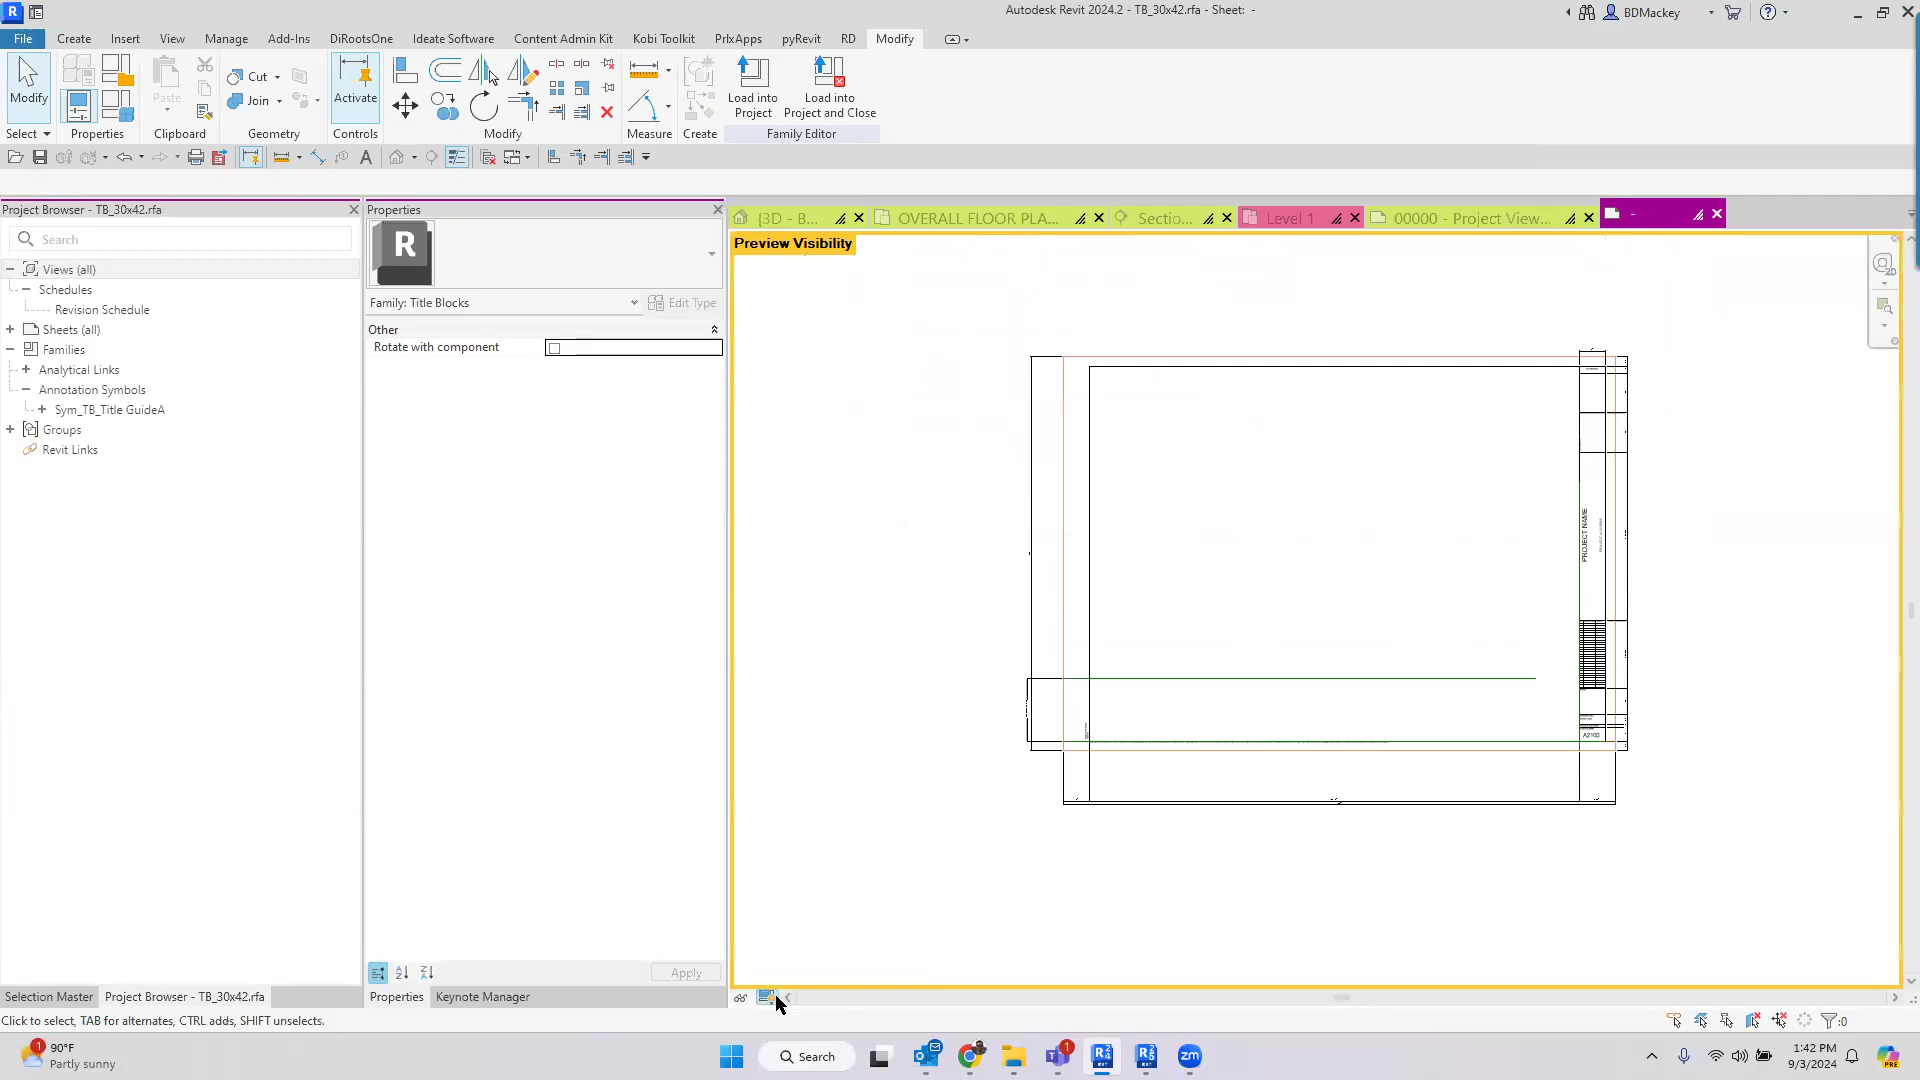 Autodesk Revit 2024.2 - TB_30x42.rfa - Sheet: -
BDMackey
File
Create
Insert
View
Manage
Add-Ins
DiRootsOne
Ideate Software
Content Admin Kit
Kobi Toolkit
PrlxApps
pyRevit
RD
Modify
Modify
Paste
Cut
Join
Activate
Load into
Project
Load into
Project and Close
Select
Properties
Clipboard
Geometry
Controls
Modify
Measure
Create
Family Editor
Project Browser - TB_30x42.rfa
Search
Views (all)
Schedules
Revision Schedule
Sheets (all)
Families
Analytical Links
Annotation Symbols
Sym_TB_Title GuideA
Groups
Revit Links
Properties
R
Family: Title Blocks
Edit Type
Other
Rotate with component
Apply
{3D - B...
OVERALL FLOOR PLA...
Sectio...
Level 1
00000 - Project View...
-
Preview Visibility
2D
PROJECT NAME
A2100
Selection Master
Project Browser - TB_30x42.rfa
Properties
Keynote Manager
Click to select, TAB for alternates, CTRL adds, SHIFT unselects.
:0
1
90°F
Partly sunny
Search
1
zm
1:42 PM
9/3/2024
PRE